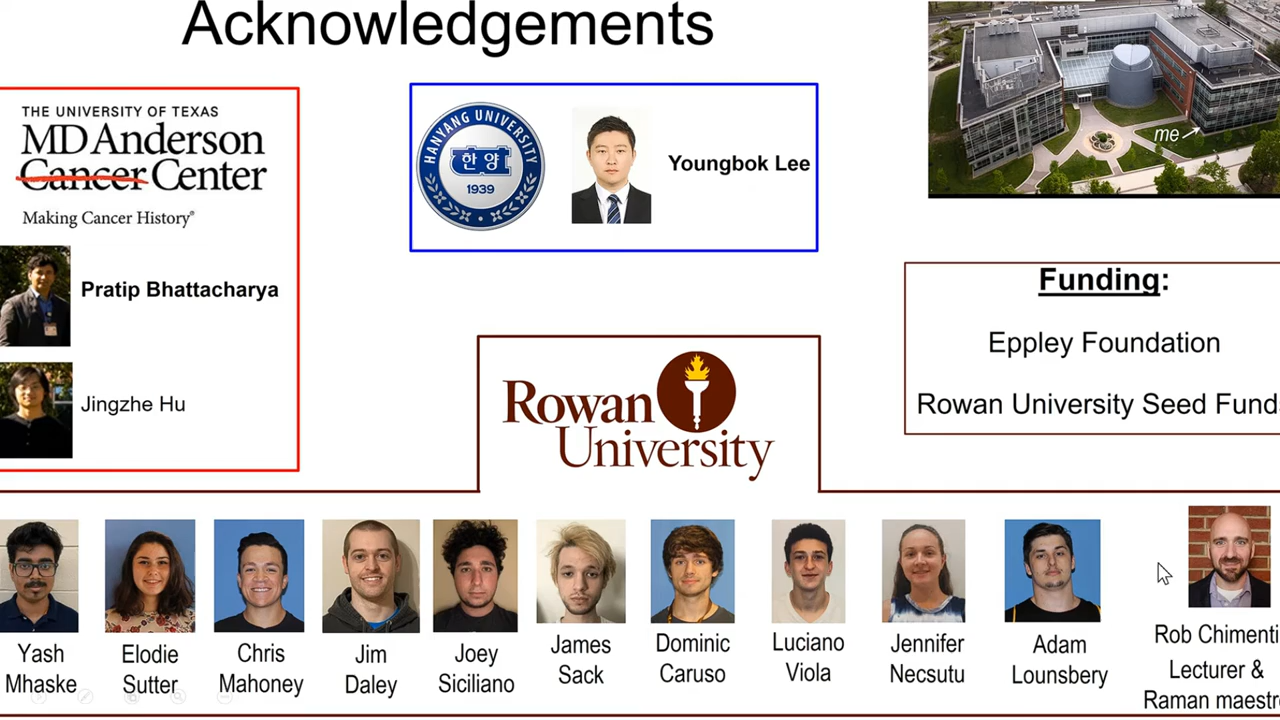 Acknowledgements
THE UNIVERSITY OF TEXAS
MD Anderson
Cancer Center
Making Cancer History®
Pratip Bhattacharya
Jingzhe Hu
HANYANG UNIVERSITY
한양
1939
Youngbok Lee
me
Funding:
Eppley Foundation
Rowan University Seed Funds
Rowan
University
Yash
Mhaske
Elodie
Sutter
Chris
Mahoney
Jim
Daley
Joey
Siciliano
James
Sack
Dominic
Caruso
Luciano
Viola
Jennifer
Necsutu
Adam
Lounsbery
Rob Chimenti
Lecturer &
Raman maestro